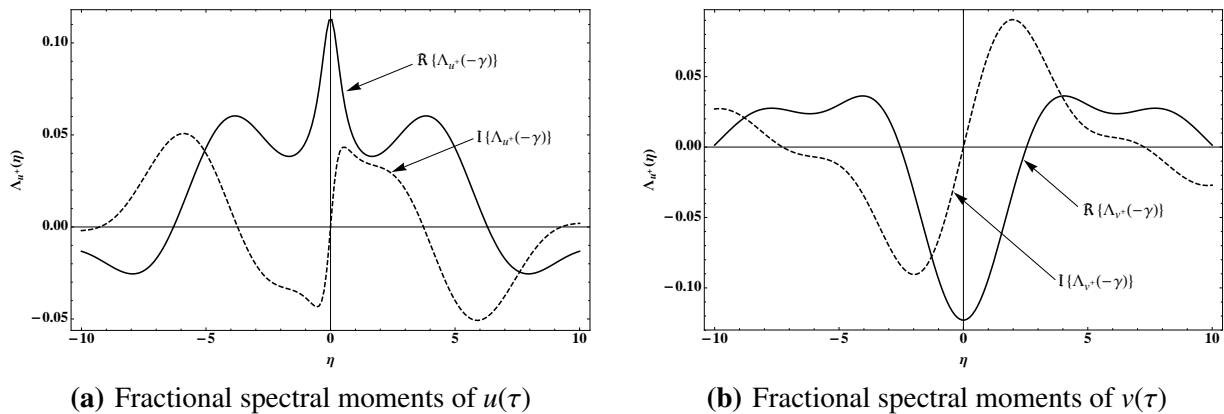 0.10
0.05
0.00
−0.05
Λu+(η)
ℜ{Λu+(−γ)}
I{Λu+(−γ)}
−10 −5 0 5 10
η
(a) Fractional spectral moments of u(τ)
0.05
0.00
−0.05
−0.10
Λu+(η)
ℜ{Λv+(−γ)}
I{Λv+(−γ)}
−10 −5 0 5 10
η
(b) Fractional spectral moments of v(τ)